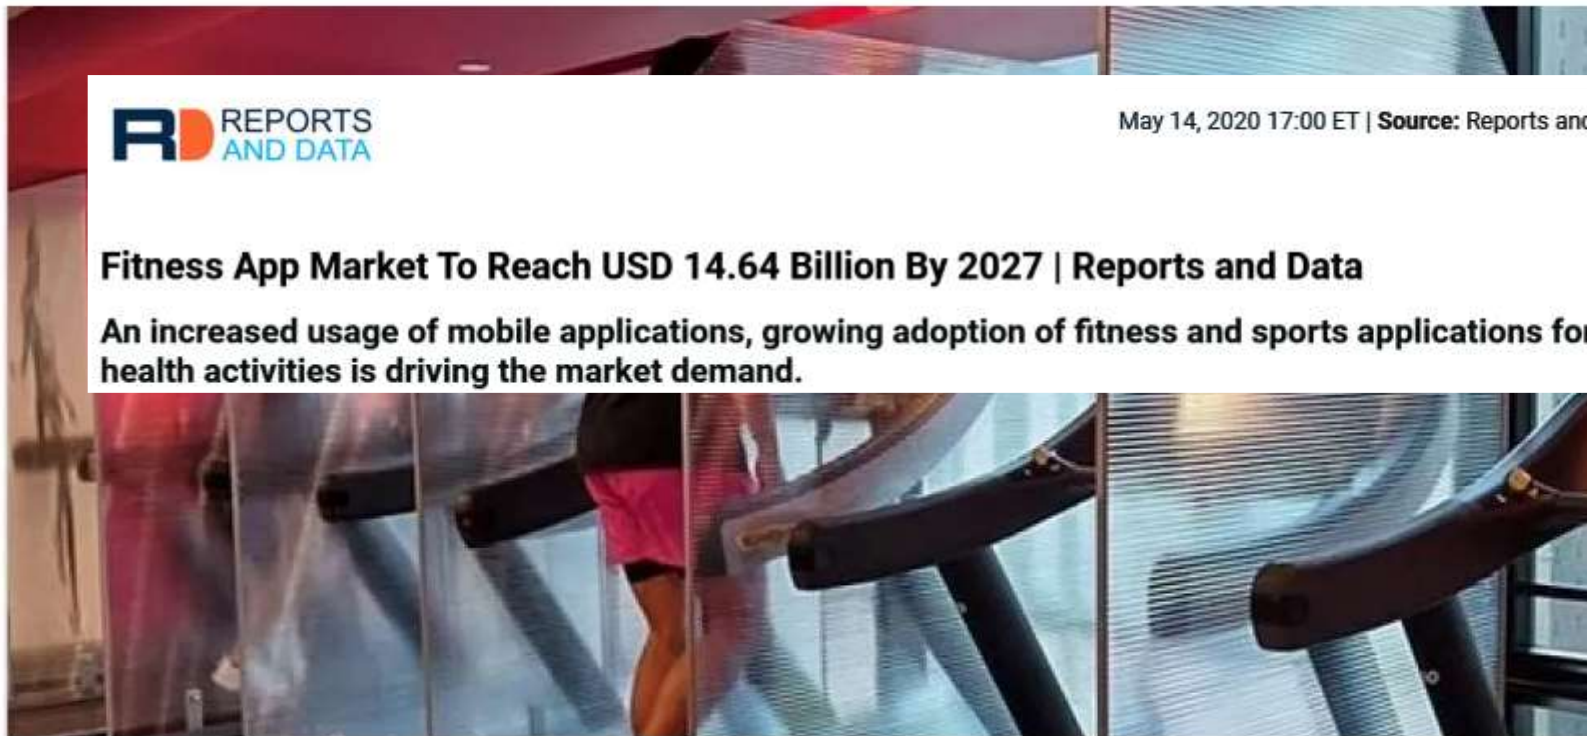 REPORTS
AND DATA
May 14, 2020 17:00 ET | Source: Reports and
Fitness App Market To Reach USD 14.64 Billion By 2027 | Reports and Data
An increased usage of mobile applications, growing adoption of fitness and sports applications for
health activities is driving the market demand.